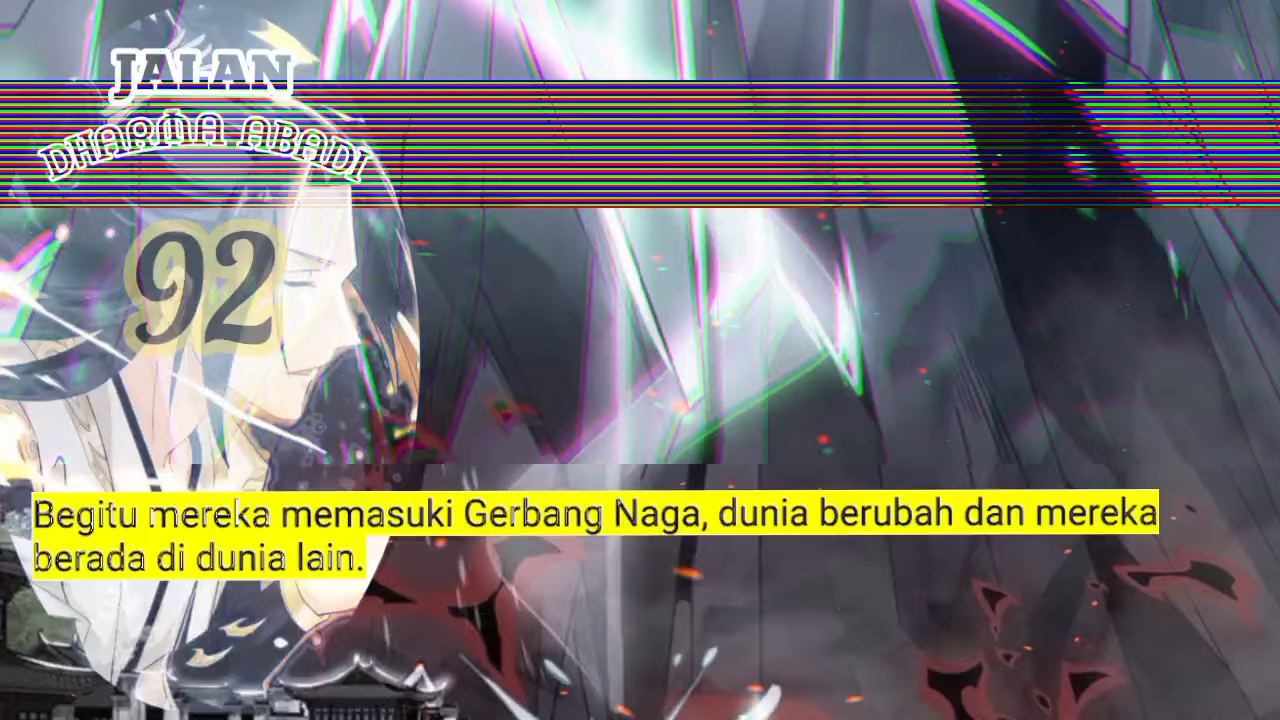 JALAN
DHARMA ABADI
92
Begitu mereka memasuki Gerbang Naga, dunia berubah dan mereka
berada di dunia lain.